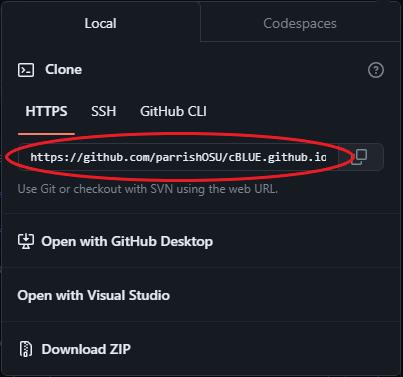 Local Codespaces
Clone
HTTPS SSH GitHub CLI
https://github.com/parrishOSU/cBLUE.github.io
Use Git or checkout with SVN using the web URL.
Open with GitHub Desktop
Open with Visual Studio
Download ZIP